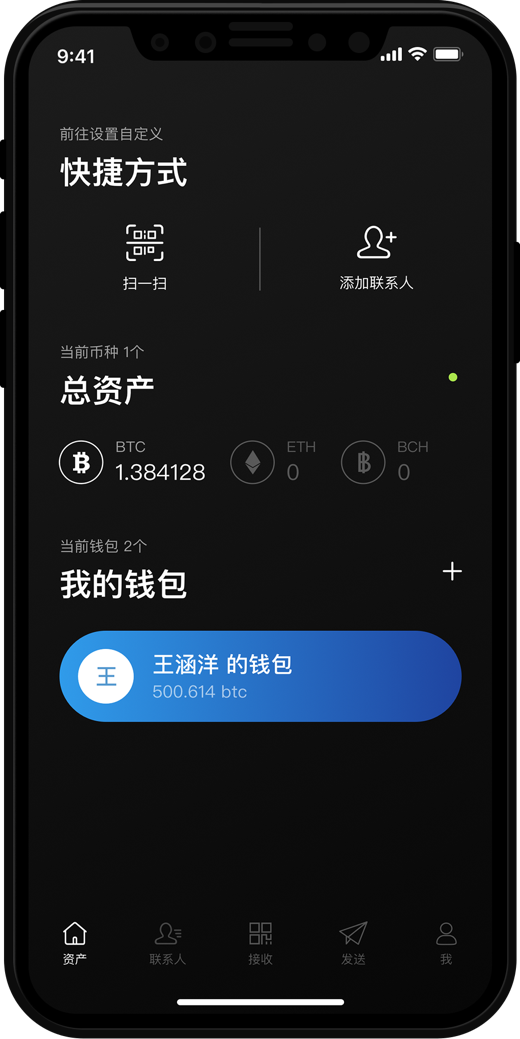 9:41
前往设置自定义
快捷方式
扫一扫
添加联系人
当前币种 1个
总资产
BTC
1.384128
ETH
0
BCH
0
当前钱包 2个
我的钱包
王
王涵洋 的钱包
500.614 btc
资产
联系人
接收
发送
我